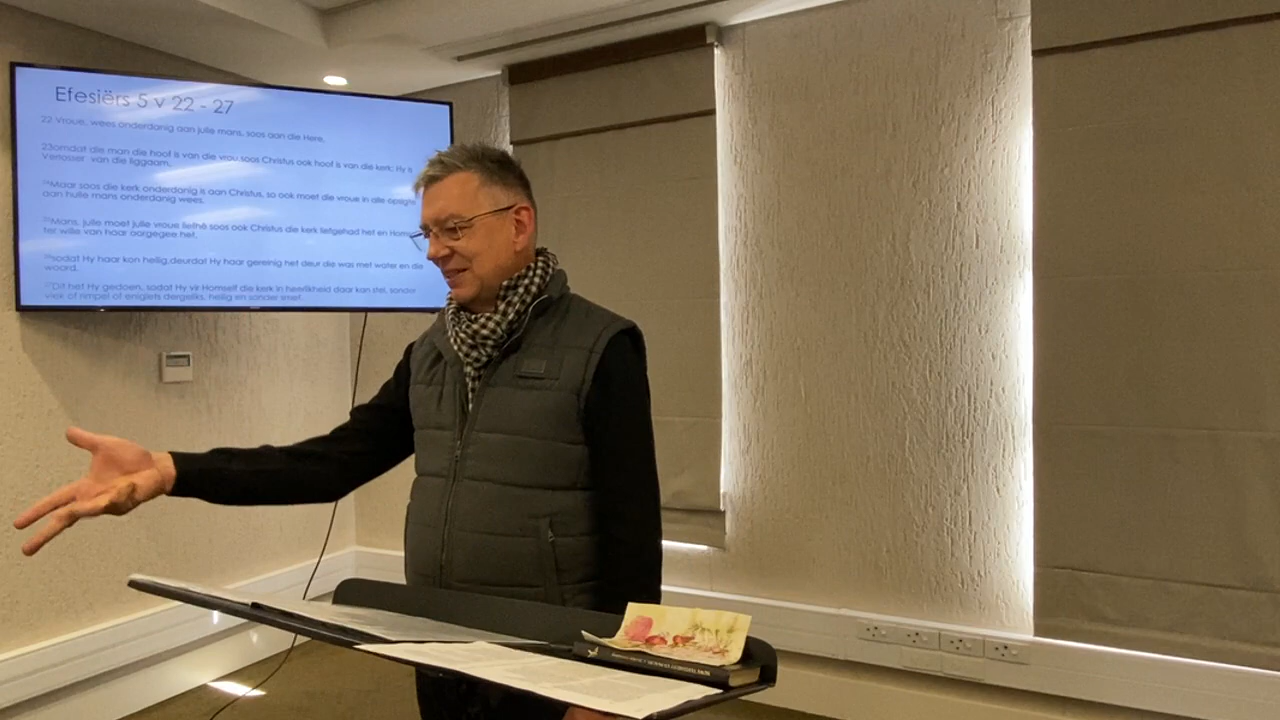 Efesiërs 5 v 22 - 27
22 Vroue, wees onderdanig aan julle mans, soos aan die Here,
23omdat die man die hoof is van die vrou soos Christus ook hoof is van die kerk; Hy is
Verlosser van die liggaam.
24Maar soos die kerk onderdanig is aan Christus, so ook moet die vroue in alle opsigte
aan hulle mans onderdanig wees.
25Mans, julle moet julle vroue liefhê soos ook Christus die kerk liefgehad het en Homs
ter wille van haar oorgegee het,
26sodat Hy haar kon heilig,deurdat Hy haar gereinig het deur die was met water en die
woord.
27Dit het Hy gedoen, sodat Hy vir Homself die kerk in heerlikheid daar kan stel, sonder
vlek of rimpel of enigiets dergeliks, heilig en sonder smet.